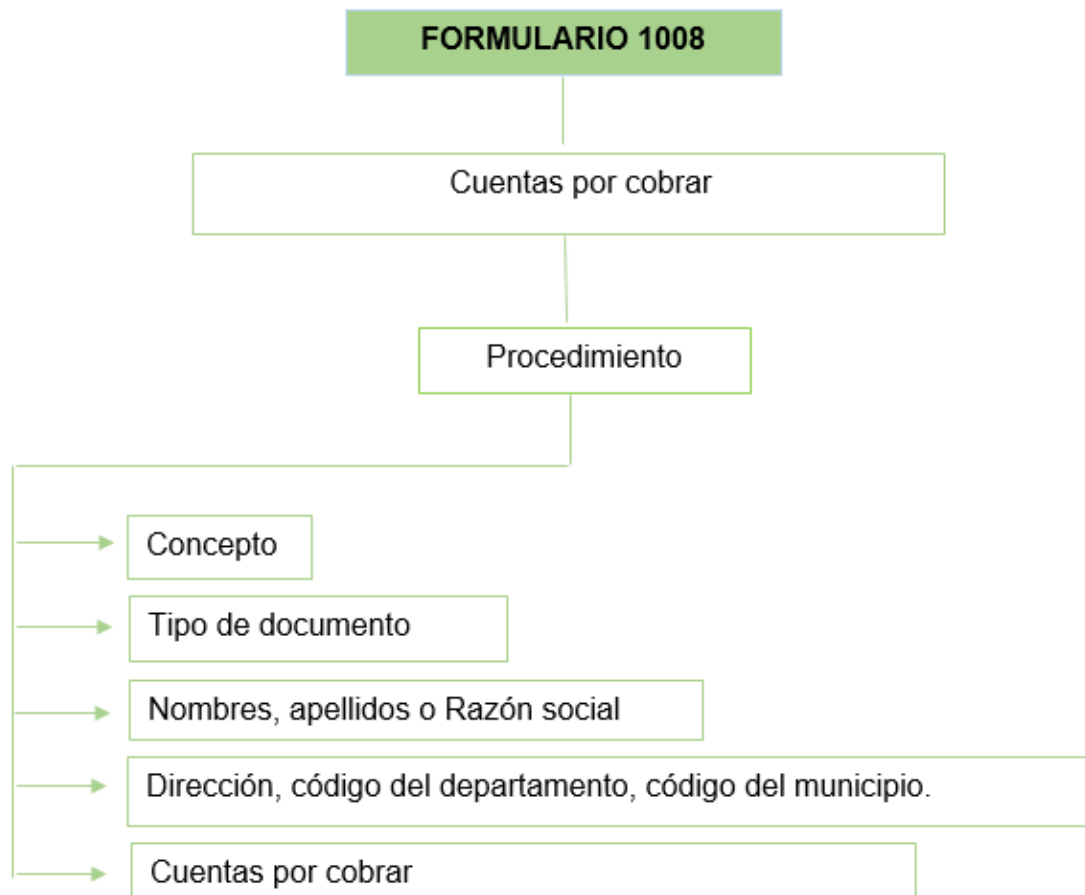 FORMULARIO 1008
Cuentas por cobrar
Procedimiento
Concepto
Tipo de documento
Nombres, apellidos o Razón social
Dirección, código del departamento, código del municipio.
Cuentas por cobrar